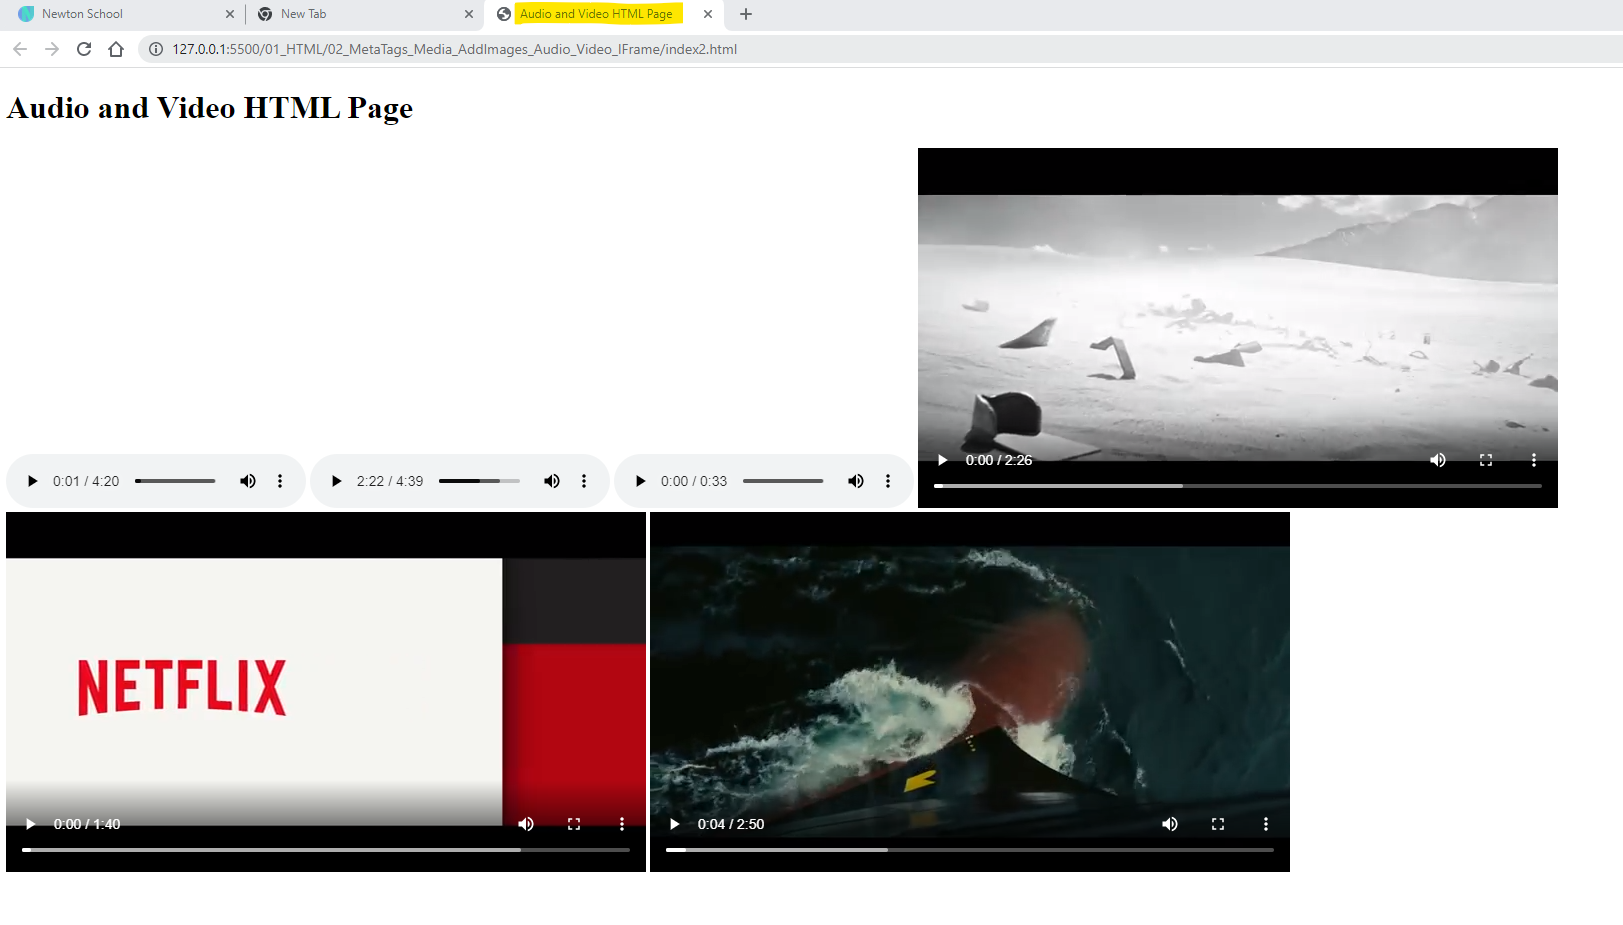 Newton School
New Tab
Audio and Video HTML Page
127.0.0.1:5500/01_HTML/02_MetaTags_Media_AddImages_Audio_Video_IFrame/index2.html
Audio and Video HTML Page
0:01 / 4:20
2:22 / 4:39
0:00 / 0:33
0:00 / 2:26
NETFLIX
0:00 / 1:40
0:04 / 2:50